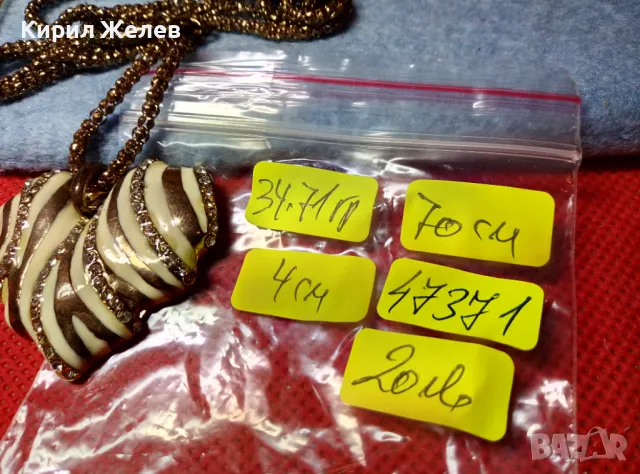 Кирил Желев
34.71гр
70см
4см
47371
20лв
BAZAR